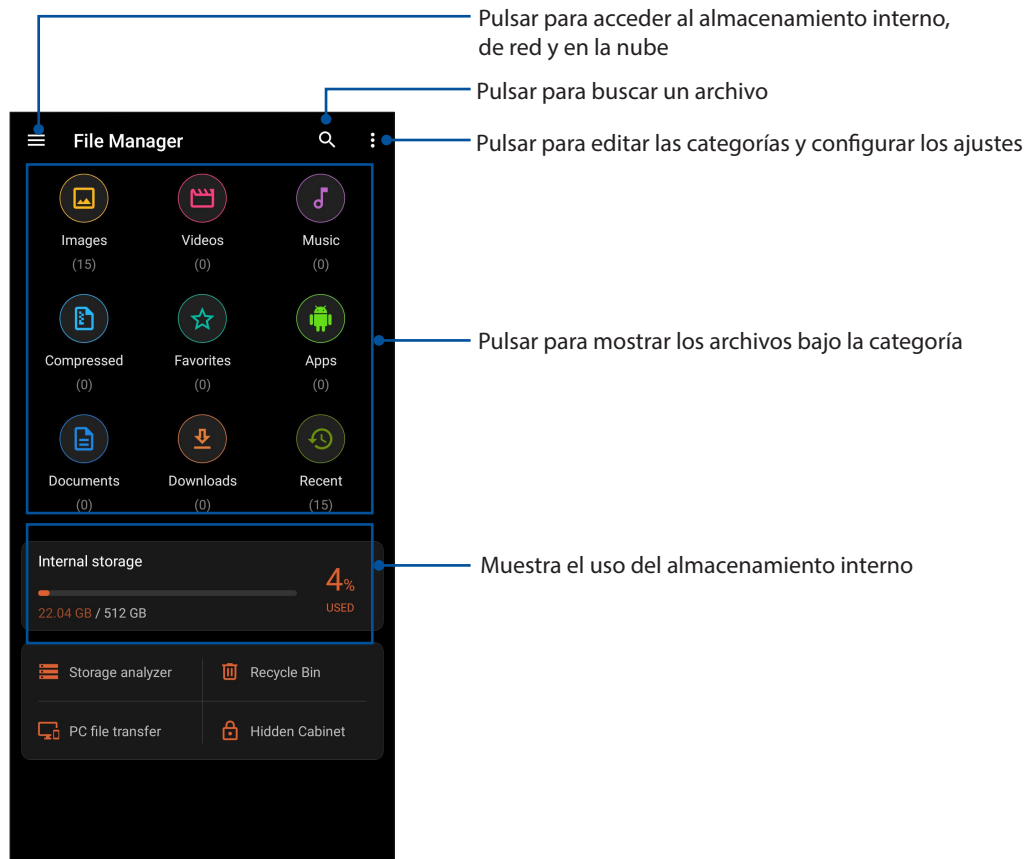 Pulsar para acceder al almacenamiento interno,
de red y en la nube
Pulsar para buscar un archivo
File Manager
Pulsar para editar las categorías y configurar los ajustes
Images
Videos
Music
(15)
(0)
(0)
Compressed
Favorites
Apps
(0)
(0)
(0)
Pulsar para mostrar los archivos bajo la categoría
Documents
Downloads
Recent
(0)
(0)
(15)
Internal storage
4%
USED
22.04 GB / 512 GB
Muestra el uso del almacenamiento interno
Storage analyzer
Recycle Bin
PC file transfer
Hidden Cabinet